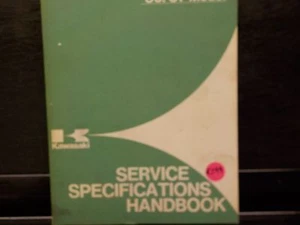 Kawasaki
SERVICE
SPECIFICATIONS
HANDBOOK